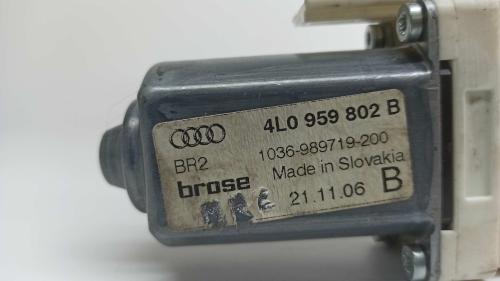 4L0 959 802 B
BR2 1036-989719-200
brose Made in Slovakia
21.11.06 B